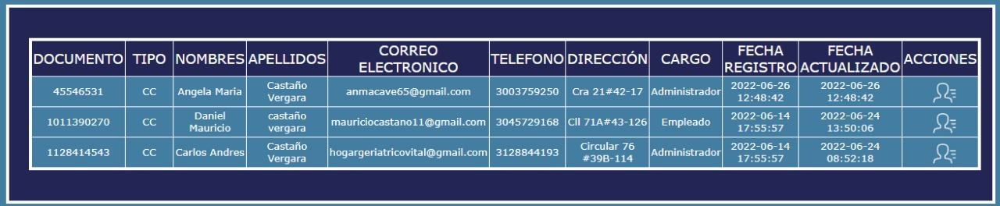 DOCUMENTO TIPO NOMBRES APELLIDOS CORREO ELECTRONICO TELEFONO DIRECCIÓN CARGO FECHA REGISTRO FECHA ACTUALIZADO ACCIONES
45546531 CC Angela Maria Castaño Vergara anmacave65@gmail.com 3003759250 Cra 21#42-17 Administrador 2022-06-26 12:48:42 2022-06-26 12:48:42
1011390270 CC Daniel Mauricio castaño vergara mauriciocastano11@gmail.com 3045729168 Cll 71A#43-126 Empleado 2022-06-14 17:55:57 2022-06-24 13:50:06
1128414543 CC Carlos Andres Castaño Vergara hogargeriatricovital@gmail.com 3128844193 Circular 76 #39B-114 Administrador 2022-06-14 17:55:57 2022-06-24 08:52:18